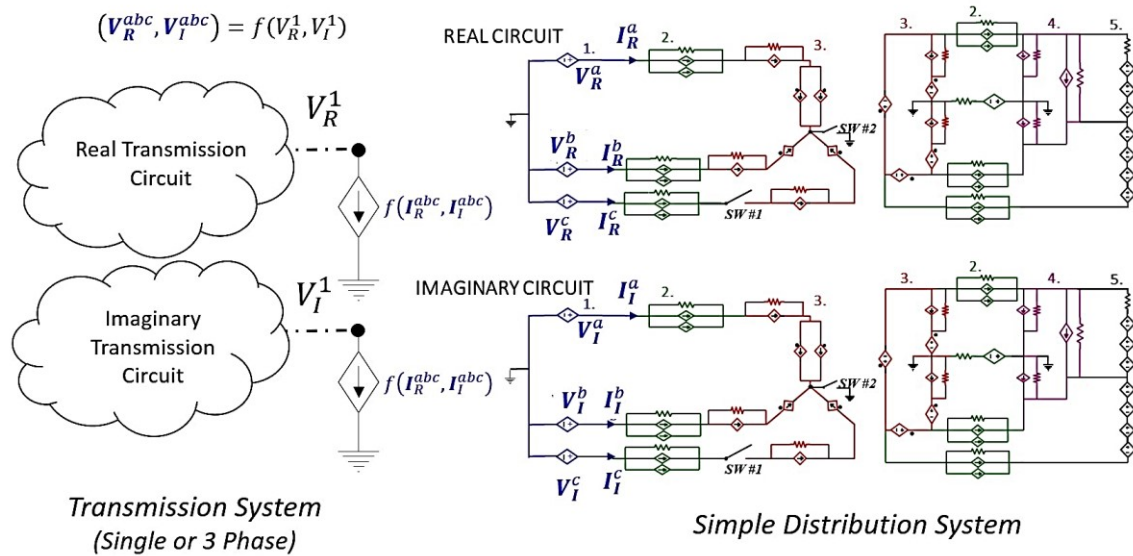 (V_R^{abc}, V_I^{abc}) = f(V_R^1, V_I^1)
Real Transmission
Circuit
V_R^1
f(I_R^{abc}, I_I^{abc})
Imaginary
Transmission
Circuit
V_I^1
f(I_R^{abc}, I_I^{abc})
Transmission System
(Single or 3 Phase)
REAL CIRCUIT
1.
I_R^a
2.
3.
V_R^a
SW#2
V_R^b
I_R^b
V_R^c
I_R^c
SW#1
3.
2.
4.
5.
IMAGINARY CIRCUIT
1.
I_I^a
2.
3.
V_I^a
SW#2
V_I^b
I_I^b
SW#1
V_I^c
I_I^c
3.
2.
4.
5.
Simple Distribution System